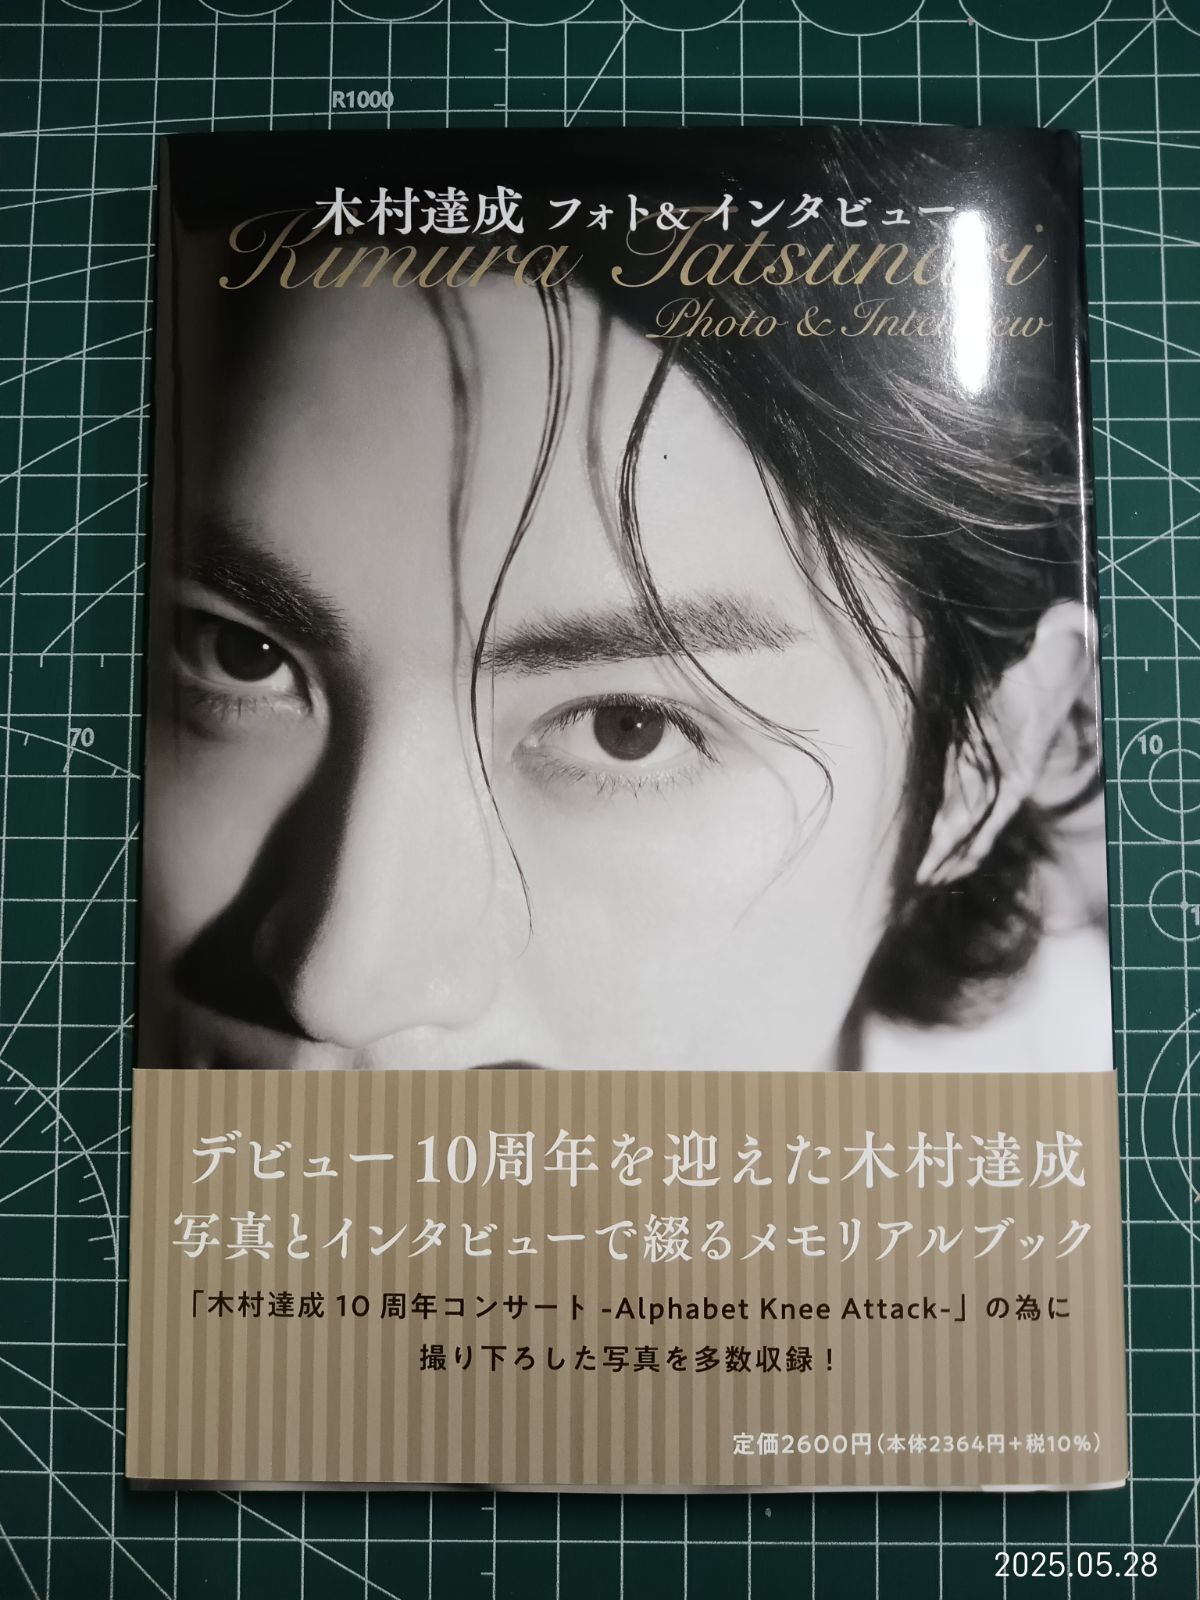 R1000
木村達成 フォト&インタビュー
Kimura Tatsunari
Photo & Interview
70
10
デビュー 10周年を迎えた木村達成
写真とインタビューで綴るメモリアルブック
「木村達成 10 周年コンサート -Alphabet Knee Attack-」の為に
撮り下ろした写真を多数収録！
定価2600円(本体2364円+税10%)
2025.05.28